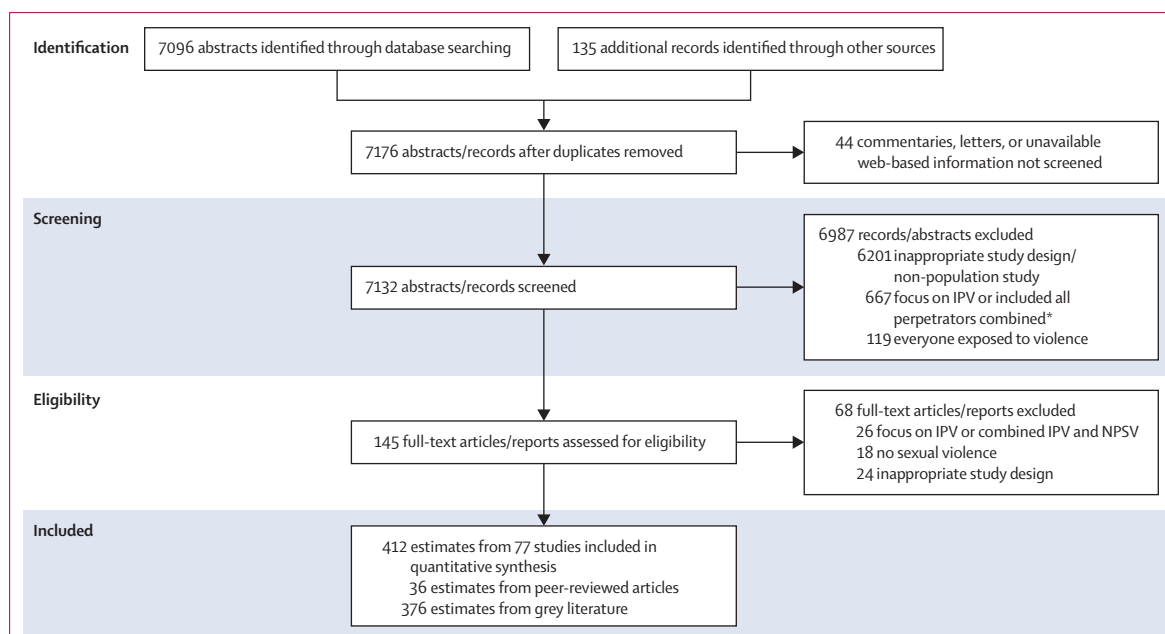 Identification
7096 abstracts identified through database searching
135 additional records identified through other sources
7176 abstracts/records after duplicates removed
44 commentaries, letters, or unavailable
web-based information not screened
Screening
7132 abstracts/records screened
6987 records/abstracts excluded
6201 inappropriate study design/
non-population study
667 focus on IPV or included all
perpetrators combined*
119 everyone exposed to violence
Eligibility
145 full-text articles/reports assessed for eligibility
68 full-text articles/reports excluded
26 focus on IPV or combined IPV and NPSV
18 no sexual violence
24 inappropriate study design
Included
412 estimates from 77 studies included in
quantitative synthesis
36 estimates from peer-reviewed articles
376 estimates from grey literature